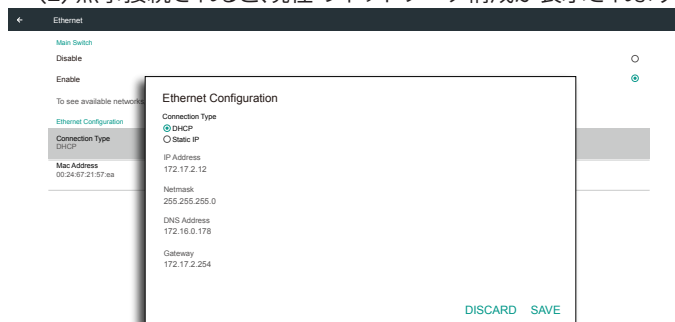 Ethernet
Main Switch
Disable
Enable
To see available networks
Ethernet Configuration
Connection Type
DHCP
Mac Address
00:24:67:21:57:ea
Ethernet Configuration
Connection Type
DHCP
Static IP
IP Address
172.17.2.12
Netmask
255.255.255.0
DNS Address
172.16.0.178
Gateway
172.17.2.254
DISCARD SAVE